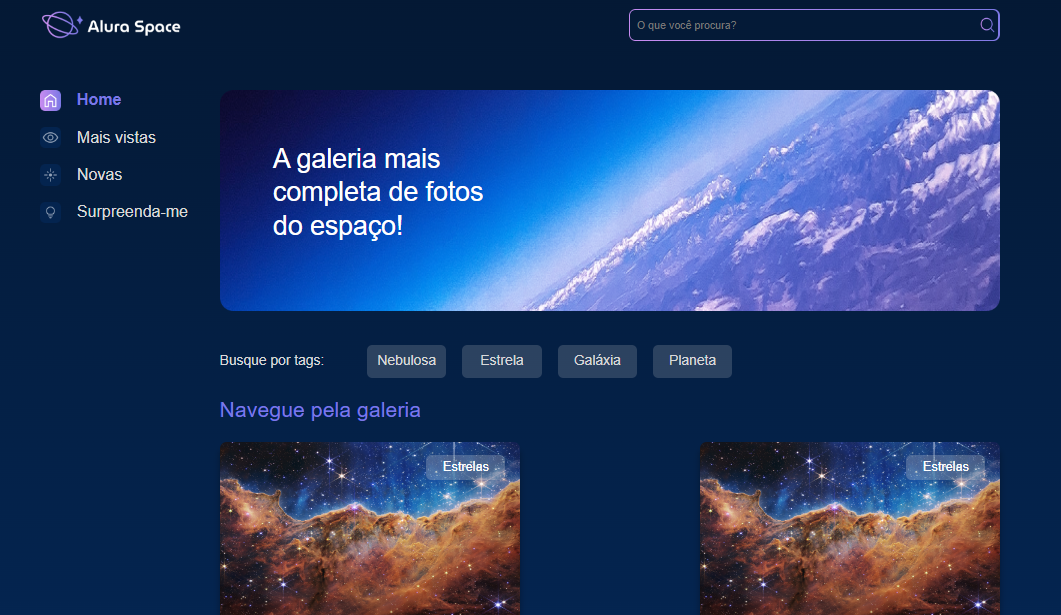 Alura Space
O que você procura?
Home
Mais vistas
Novas
Surpreenda-me
A galeria mais
completa de fotos
do espaço!
Busque por tags:
Nebulosa
Estrela
Galáxia
Planeta
Navegue pela galeria
Estrelas
Estrelas